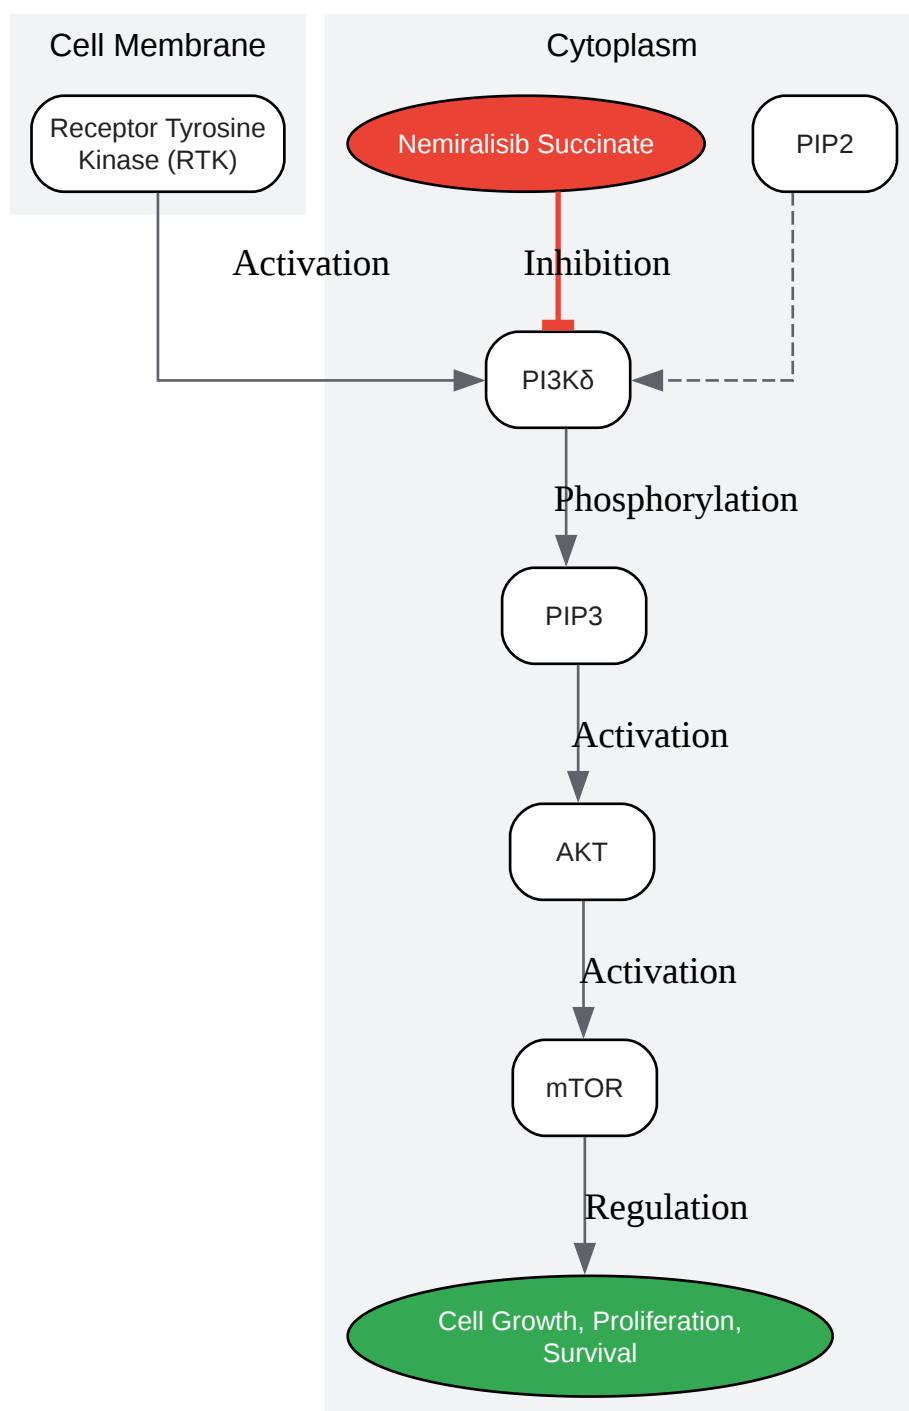 Cell Membrane
Cytoplasm
Receptor Tyrosine
Kinase (RTK)
Nemiralisib Succinate
PIP2
Activation
Inhibition
PI3Kδ
Phosphorylation
PIP3
Activation
AKT
Activation
mTOR
Regulation
Cell Growth, Proliferation,
Survival